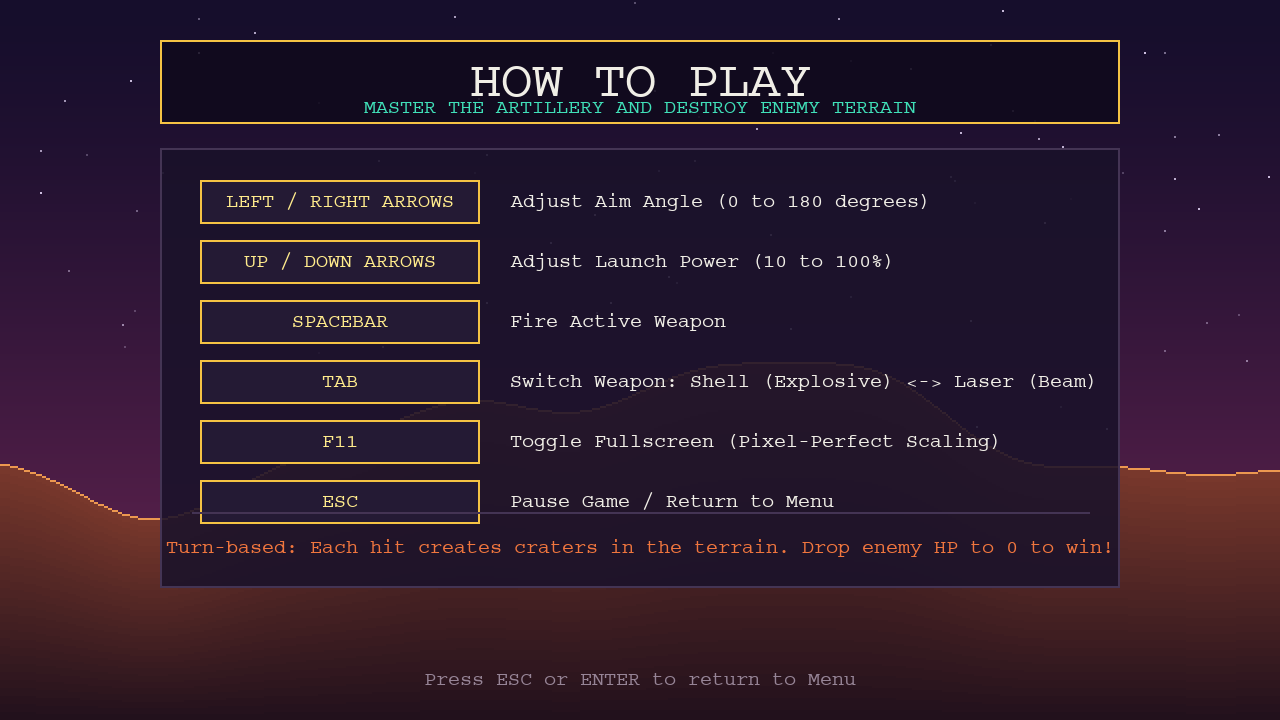 HOW TO PLAY
MASTER THE ARTILLERY AND DESTROY ENEMY TERRAIN
LEFT / RIGHT ARROWS Adjust Aim Angle (0 to 180 degrees)
UP / DOWN ARROWS Adjust Launch Power (10 to 100%)
SPACEBAR Fire Active Weapon
TAB Switch Weapon: Shell (Explosive) <-> Laser (Beam)
F11 Toggle Fullscreen (Pixel-Perfect Scaling)
ESC Pause Game / Return to Menu
Turn-based: Each hit creates craters in the terrain. Drop enemy HP to 0 to win!
Press ESC or ENTER to return to Menu